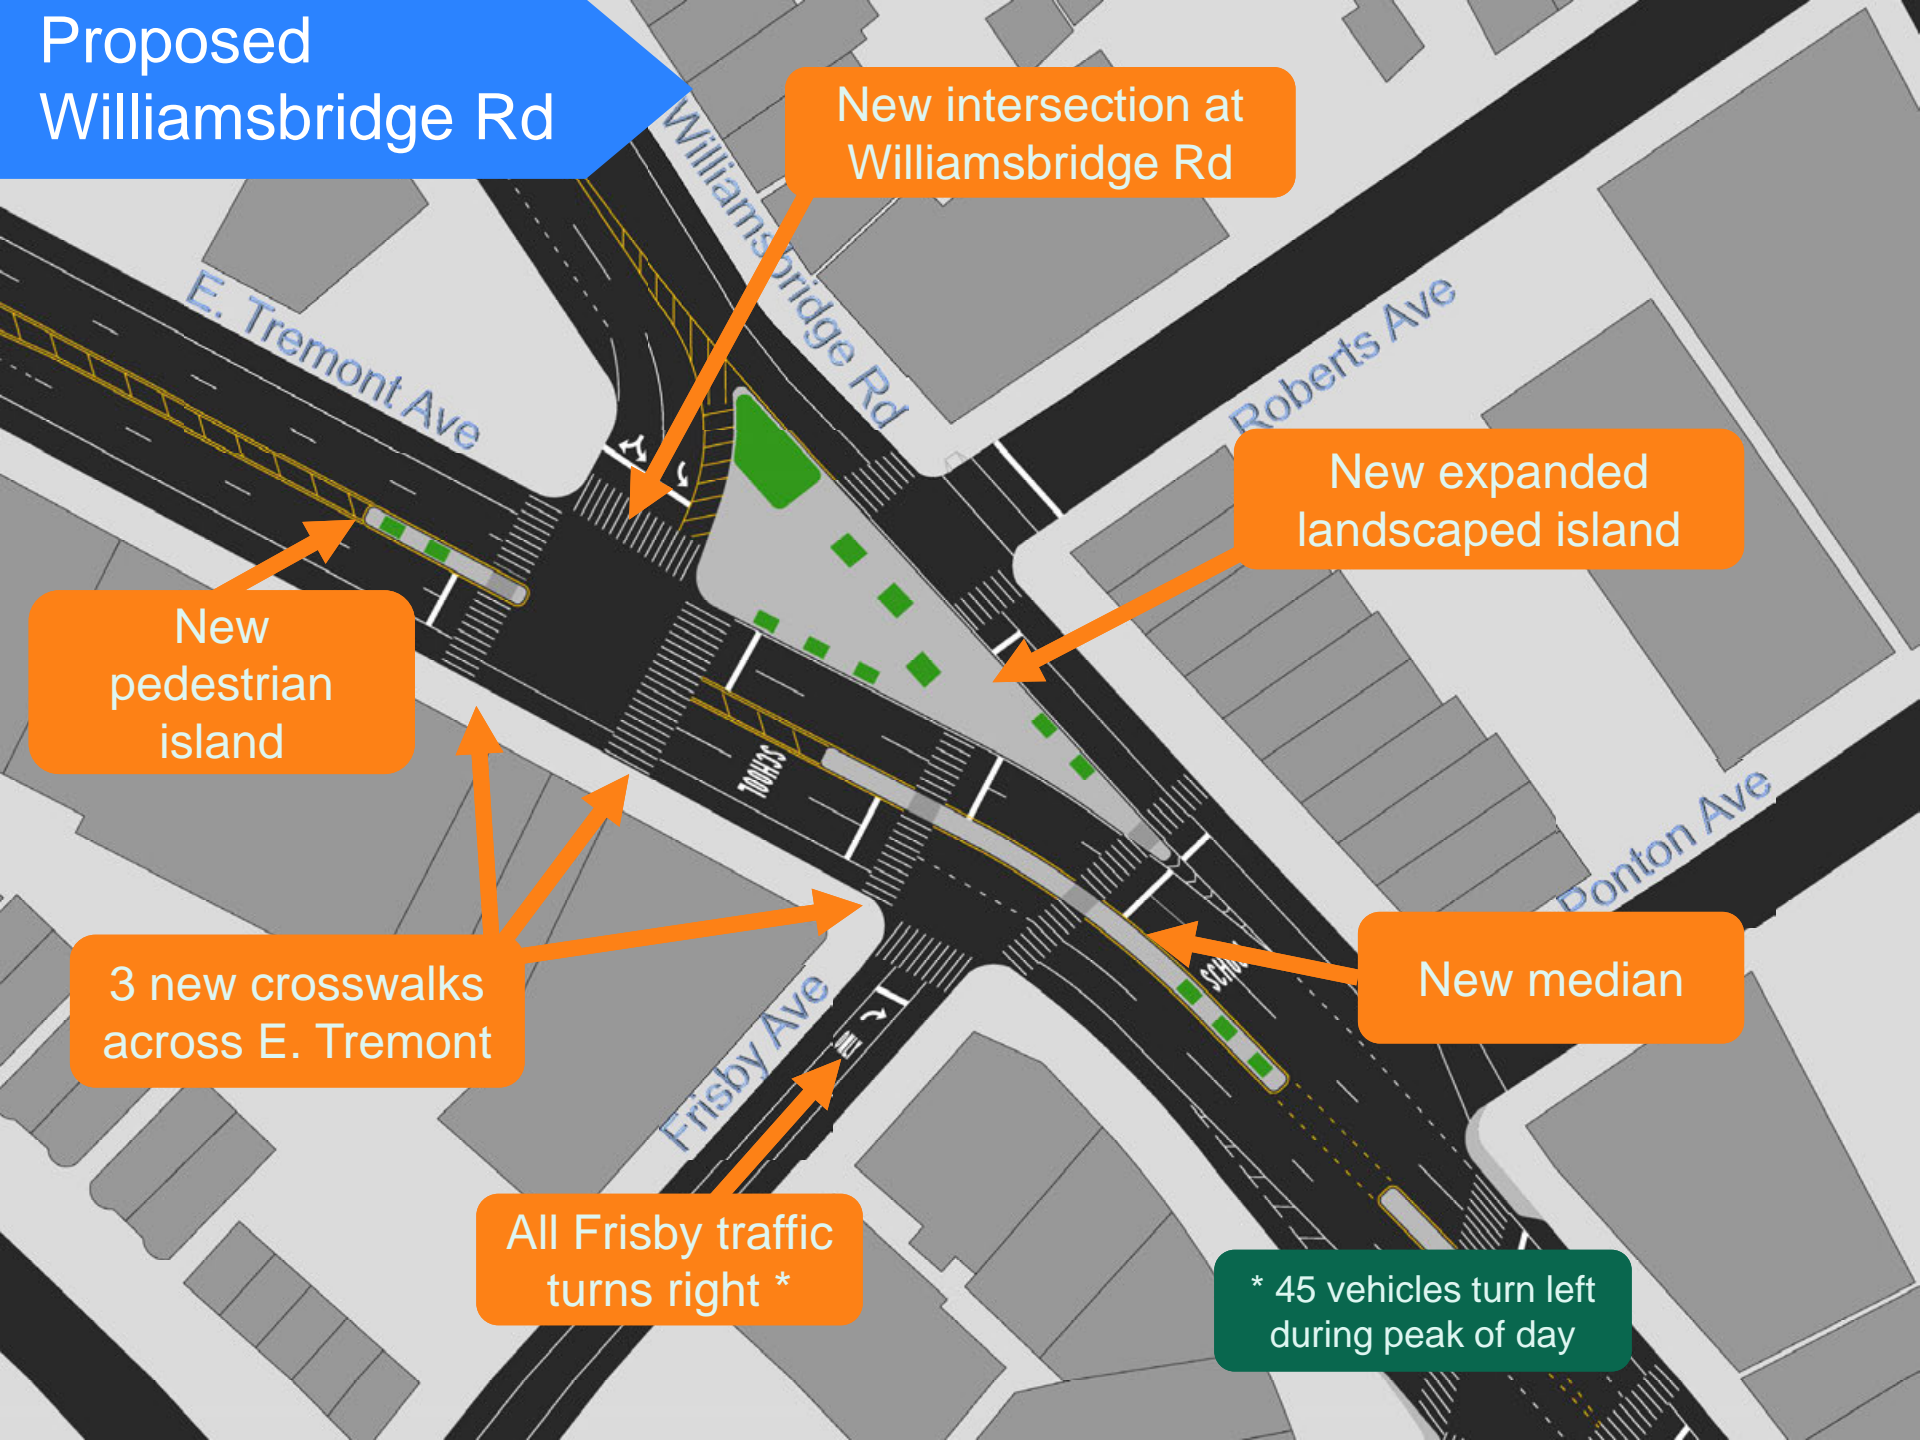 Proposed
Williamsbridge Rd
New intersection at
Williamsbridge Rd
Williamsbridge Rd
E. Tremont Ave
Roberts Ave
New expanded
landscaped island
New
pedestrian
island
SCHOOL
Ponton Ave
3 new crosswalks
across E. Tremont
New median
Frisby Ave
ONLY
All Frisby traffic
turns right *
* 45 vehicles turn left
during peak of day